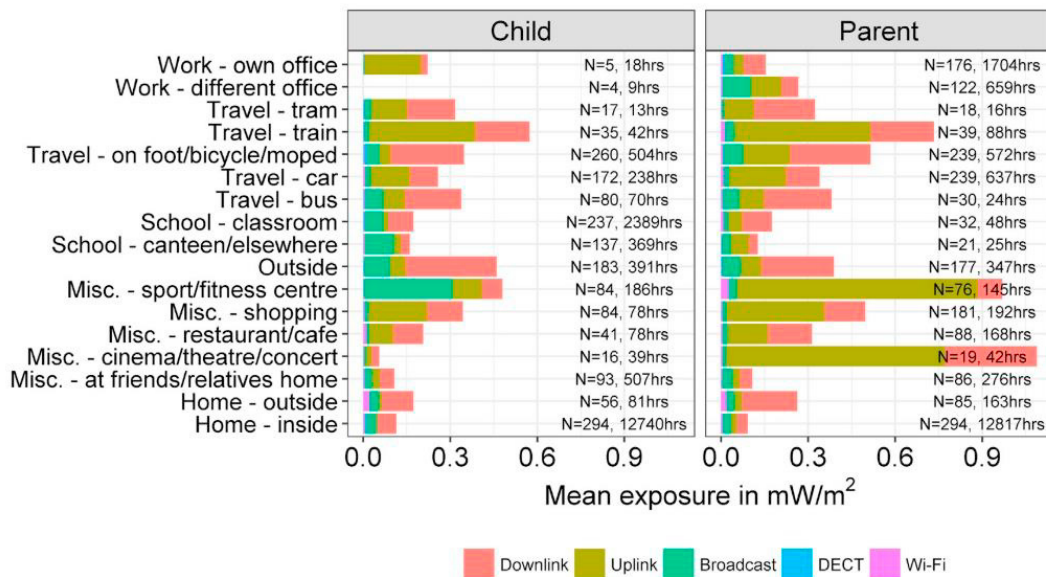 Child Parent
Work - own office N=5, 18hrs N=176, 1704hrs
Work - different office N=4, 9hrs N=122, 659hrs
Travel - tram N=17, 13hrs N=18, 16hrs
Travel - train N=35, 42hrs N=39, 88hrs
Travel - on foot/bicycle/moped N=260, 504hrs N=239, 572hrs
Travel - car N=172, 238hrs N=239, 637hrs
Travel - bus N=80, 70hrs N=30, 24hrs
School - classroom N=237, 2389hrs N=32, 48hrs
School - canteen/elsewhere N=137, 369hrs N=21, 25hrs
Outside N=183, 391hrs N=177, 347hrs
Misc. - sport/fitness centre N=84, 186hrs N=76, 145hrs
Misc. - shopping N=84, 78hrs N=181, 192hrs
Misc. - restaurant/cafe N=41, 78hrs N=88, 168hrs
Misc. - cinema/theatre/concert N=16, 39hrs N=19, 42hrs
Misc. - at friends/relatives home N=93, 507hrs N=86, 276hrs
Home - outside N=56, 81hrs N=85, 163hrs
Home - inside N=294, 12740hrs N=294, 12817hrs
0.0 0.3 0.6 0.9 0.0 0.3 0.6 0.9
Mean exposure in mW/m²
Downlink Uplink Broadcast DECT Wi-Fi